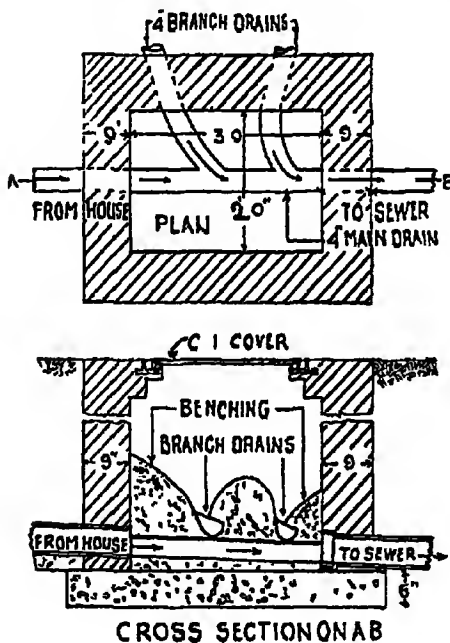 4" BRANCH DRAINS
9" 3 0 9
A B
FROM HOUSE TO SEWER
PLAN 2' 0" 4" MAIN DRAIN
C I COVER
BENCHING
BRANCH DRAINS
9" 9
FROM HOUSE TO SEWER
6"
CROSS SECTION ON AB